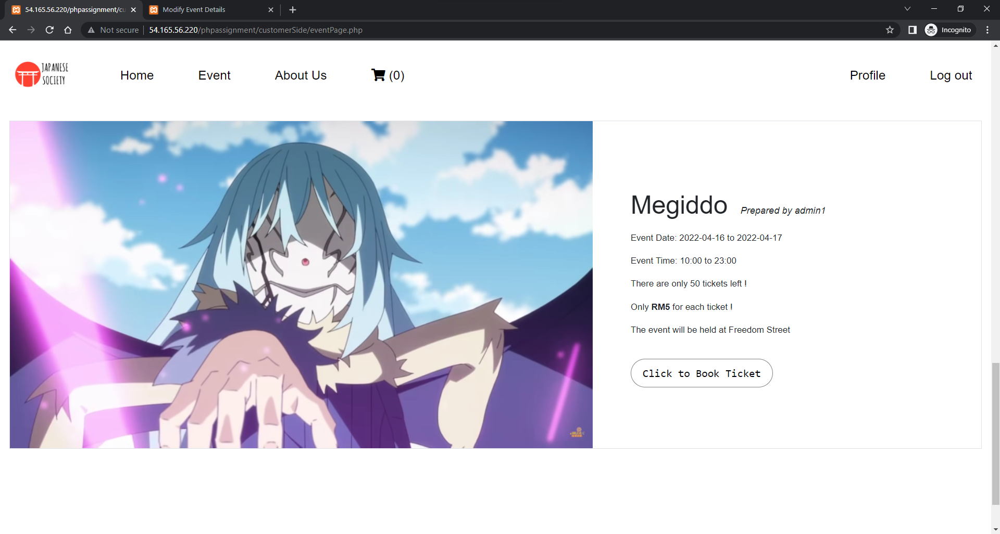 54.165.56.220/phpassignment/cu
Modify Event Details
Not secure
54.165.56.220/phpassignment/customerSide/eventPage.php
Incognito
JAPANESE
SOCIETY
Home
Event
About Us
(0)
Profile
Log out
Megiddo
Prepared by admin1
Event Date: 2022-04-16 to 2022-04-17
Event Time: 10:00 to 23:00
There are only 50 tickets left !
Only RM5 for each ticket !
The event will be held at Freedom Street
Click to Book Ticket